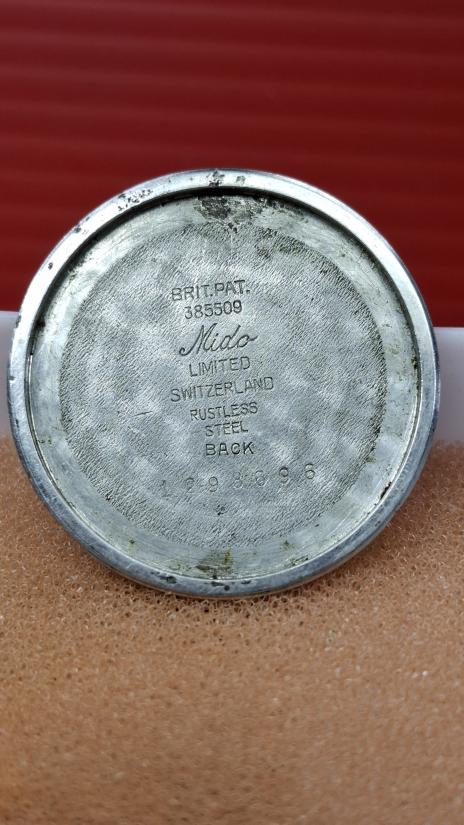 BRIT.PAT.
385509
Mido
LIMITED
SWITZERLAND
RUSTLESS
STEEL
BACK